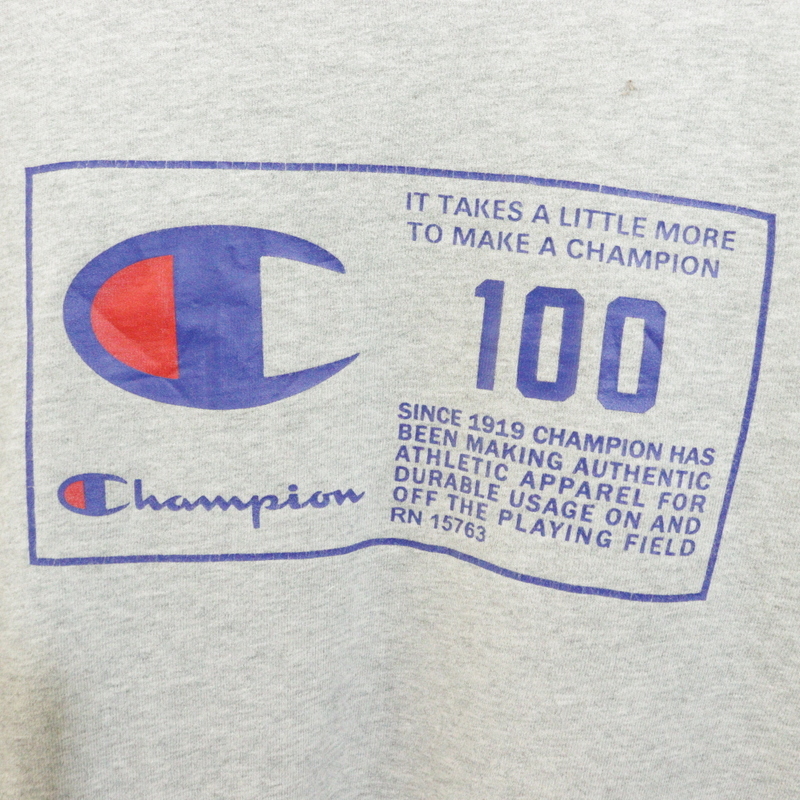 Champion
IT TAKES A LITTLE MORE
TO MAKE A CHAMPION
100
SINCE 1919 CHAMPION HAS
BEEN MAKING AUTHENTIC
ATHLETIC APPAREL FOR
DURABLE USAGE ON AND
OFF THE PLAYING FIELD
RN 15763